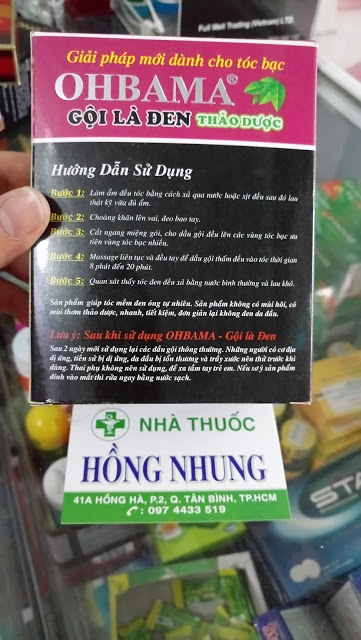 Full Well Trading (Vietnam) LTD
Giải pháp mới dành cho tóc bạc
OHBAMA®
GỘI LÀ ĐEN THẢO DƯỢC
Hướng Dẫn Sử Dụng
Bước 1: Làm ẩm đều tóc bằng cách xả qua nước hoặc xịt đều sau đó lau
thật kỹ vừa đủ ẩm.
Bước 2: Choàng khăn lên vai, đeo bao tay.
Bước 3: Cắt ngang miệng gói, cho dầu gội đều lên các vùng tóc bạc ưu
tiên vùng tóc bạc nhiều.
Bước 4: Massage liên tục và đều tay để dầu gội thấm đều vào tóc thời gian
8 phút đến 20 phút.
Bước 5: Quan sát thấy tóc đen đều xả bằng nước bình thường và lau khô.
Sản phẩm giúp tóc mềm đen óng tự nhiên. Sản phẩm không có mùi hôi, có
mùi thơm thảo dược, nhanh, tiết kiệm, đơn giản lại không đen da đầu.
Lưu ý: Sau khi sử dụng OHBAMA - Gội là Đen
Sau 2 ngày mới sử dụng lại các dầu gội thông thường. Những người có cơ địa
dị ứng, tiền sử bị dị ứng, da đầu bị tổn thương và trầy xước nên thử trước khi
dùng. Thai phụ không nên sử dụng, để xa tầm tay trẻ em. Nếu sơ ý sản phẩm
dính vào mắt thì rửa ngay bằng nước sạch.
NHÀ THUỐC
HỒNG NHUNG
41A HỒNG HÀ, P.2, Q. TÂN BÌNH, TP.HCM
: 097 4433 519
STA